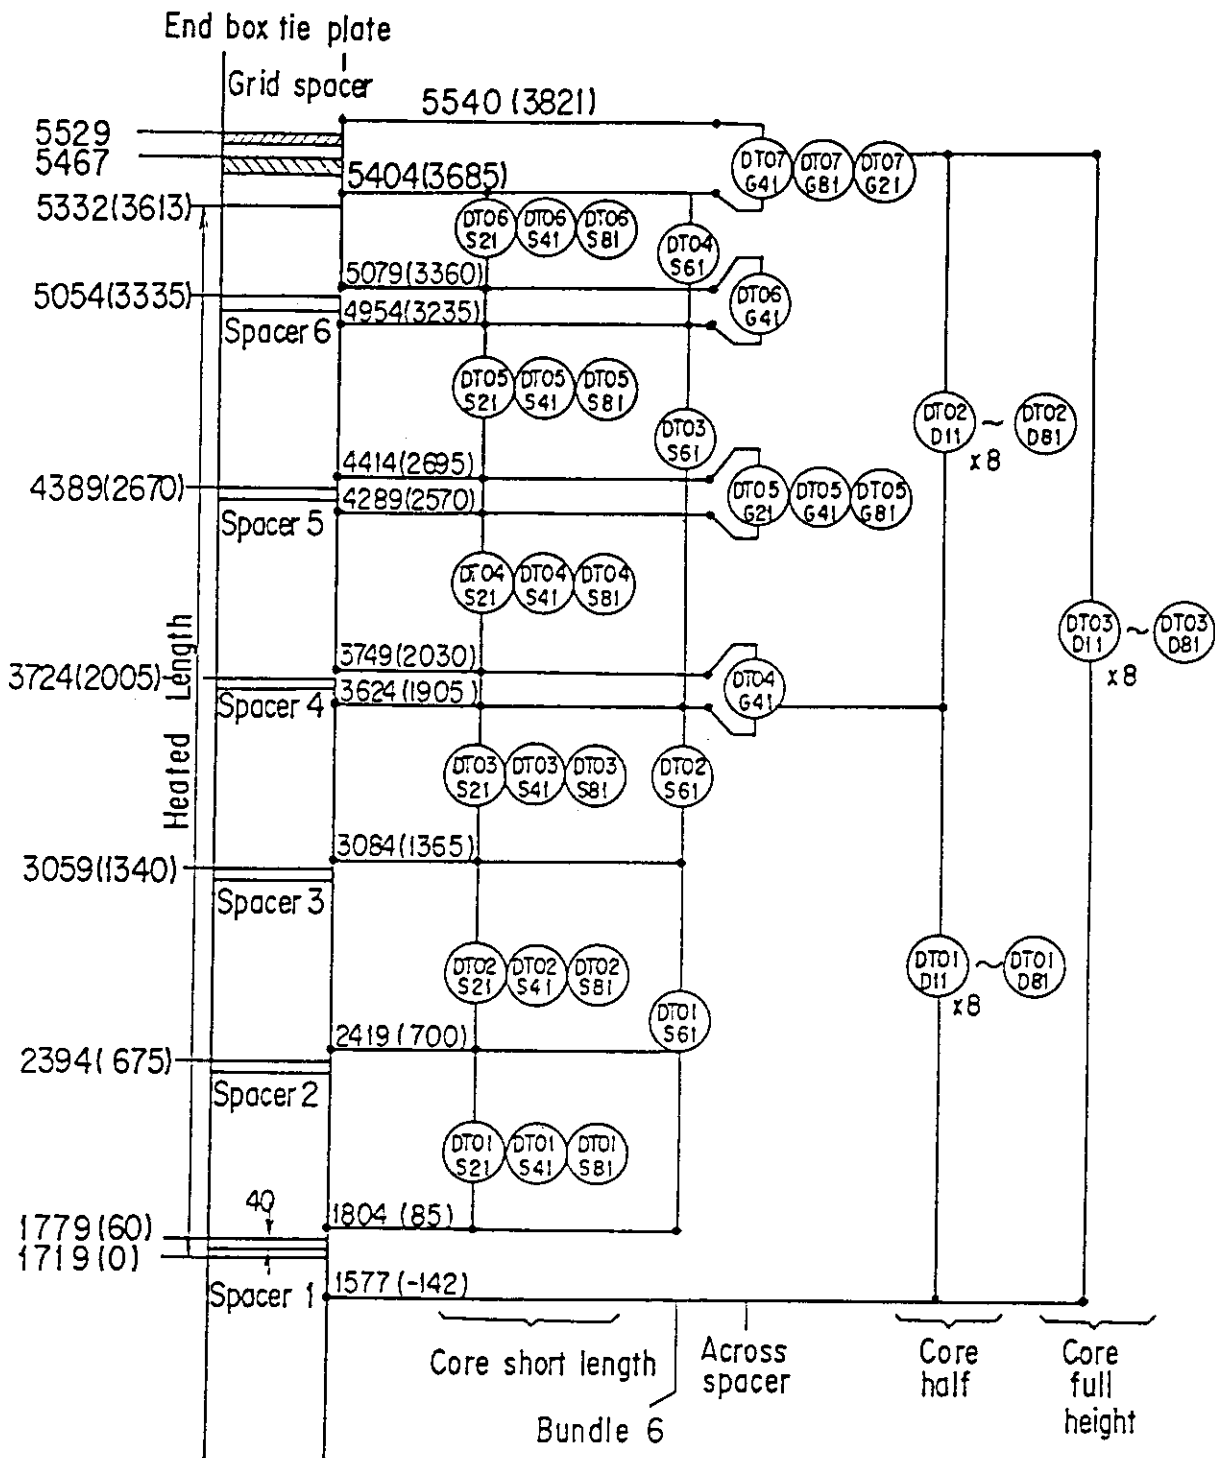 End box tie plate
Grid spacer
5540 (3821)
5529
5467
5404(3685)
5332(3613)
DT07 G41
DT07 G81
DT07 G21
DT06 S21
DT06 S41
DT06 S81
DT04 S61
5079(3360)
5054(3335)
4954(3235)
DT06 G41
Spacer 6
DT05 S21
DT05 S41
DT05 S81
DT03 S61
DT02 D11
~
DT02 D81
x8
4414(2695)
4389(2670)
4289(2570)
DT05 G21
DT05 G41
DT05 G81
Spacer 5
DT04 S21
DT04 S41
DT04 S81
DT03 D11
~
DT03 D81
x8
Heated Length
3749(2030)
3724(2005)
3624(1905)
DT04 G41
Spacer 4
DT03 S21
DT03 S41
DT03 S81
DT02 S61
3084(1365)
3059(1340)
Spacer 3
DT02 S21
DT02 S41
DT02 S81
DT01 S61
DT01 D11
~
DT01 D81
x8
2419(700)
2394(675)
Spacer 2
DT01 S21
DT01 S41
DT01 S81
40
1804 (85)
1779(60)
1719(0)
1577(-142)
Spacer 1
Core short length
Bundle 6
Across
spacer
Core
half
Core
full
height